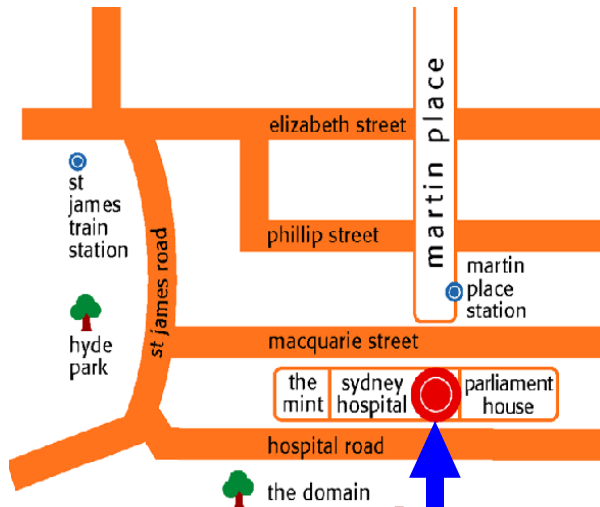 elizabeth street
martin place
st
james
train
station
st james road
phillip street
martin
place
station
hyde
park
macquarie street
the
mint
sydney
hospital
parliament
house
hospital road
the domain